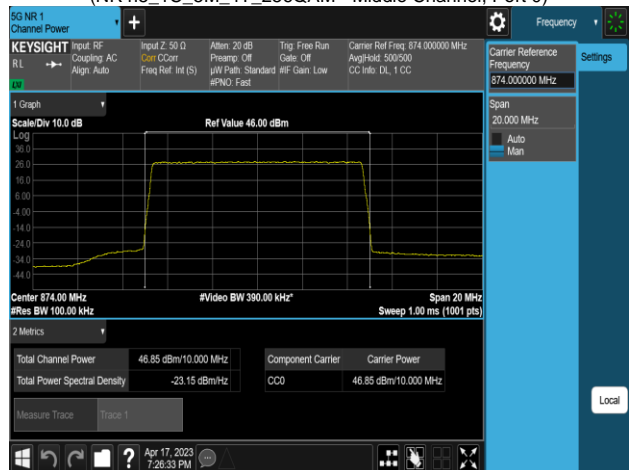 5G NR 1
Channel Power
Frequency
KEYSIGHT
RL
LM
Input: RF
Coupling: AC
Align: Auto
Input Z: 50 Ω
Corr CCorr
Freq Ref: Int (S)
Atten: 20 dB
Preamp: Off
µW Path: Standard
#PNO: Fast
Trig: Free Run
Gate: Off
#IF Gain: Low
Carrier Ref Freq: 874.000000 MHz
Avg|Hold: 500/500
CC Info: DL, 1 CC
Carrier Reference
Frequency
874.000000 MHz
Settings
Span
20.000 MHz
Auto
Man
1 Graph
Scale/Div 10.0 dB
Ref Value 46.00 dBm
Log
36.0
26.0
16.0
6.00
-4.00
-14.0
-24.0
-34.0
-44.0
Center 874.00 MHz
#Video BW 390.00 kHz*
Span 20 MHz
#Res BW 100.00 kHz
Sweep 1.00 ms (1001 pts)
2 Metrics
Total Channel Power
46.85 dBm/10.000 MHz
Total Power Spectral Density
-23.15 dBm/Hz
Component Carrier
Carrier Power
CC0
46.85 dBm/10.000 MHz
Measure Trace
Trace 1
Local
?
Apr 17, 2023
7:26:33 PM